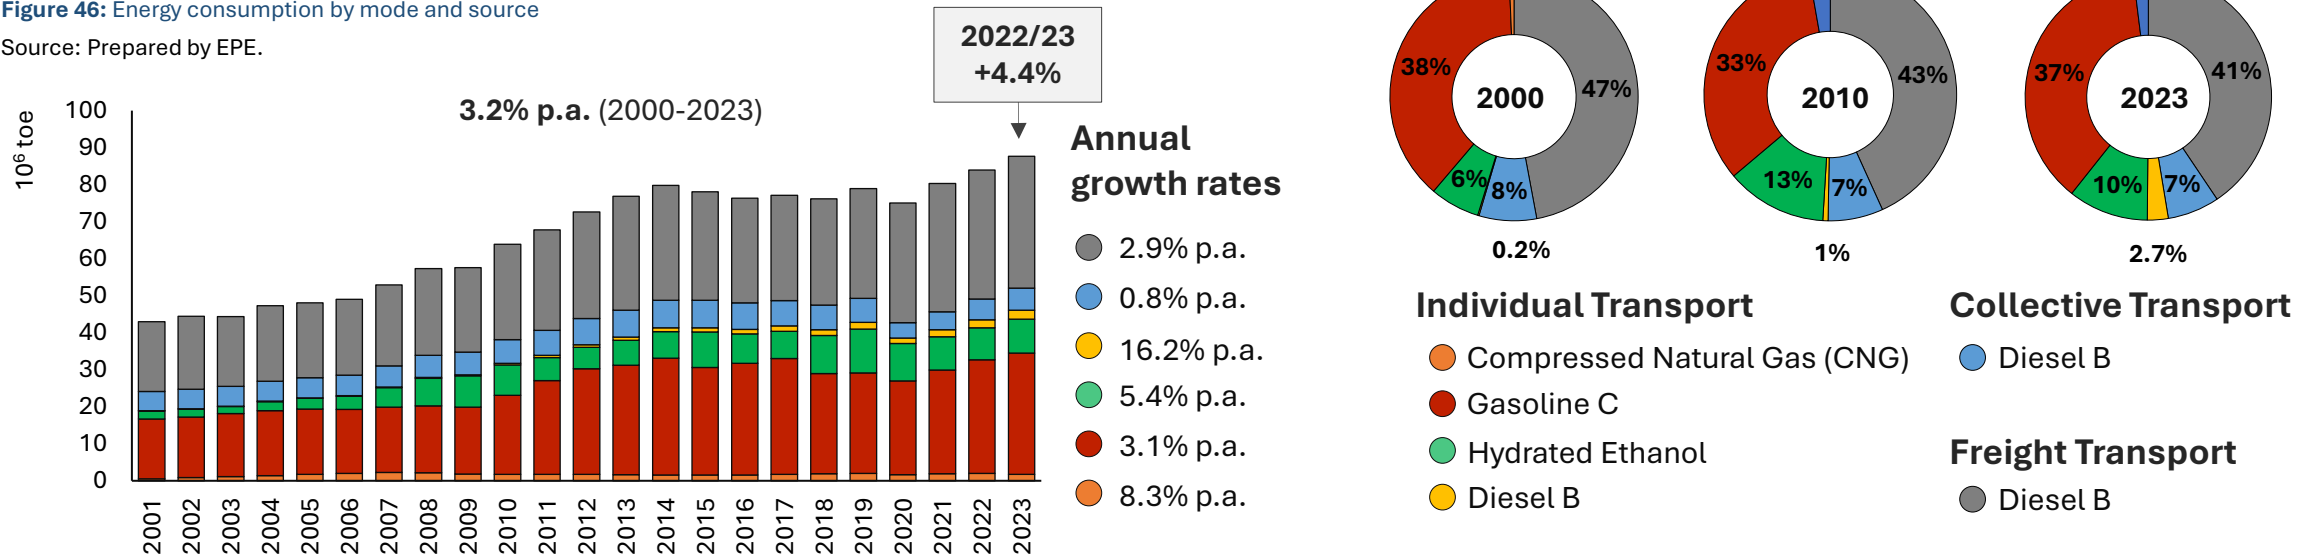 Figure 46: Energy consumption by mode and source
Source: Prepared by EPE.
2022/23
+4.4%
3.2% p.a. (2000-2023)
10⁶ toe
100
90
80
70
60
50
40
30
20
10
0
2001
2002
2003
2004
2005
2006
2007
2008
2009
2010
2011
2012
2013
2014
2015
2016
2017
2018
2019
2020
2021
2022
2023
Annual
growth rates
2.9% p.a.
0.8% p.a.
16.2% p.a.
5.4% p.a.
3.1% p.a.
8.3% p.a.
38%
2000
47%
6%
8%
0.2%
33%
2010
43%
13%
7%
1%
37%
2023
41%
10%
7%
2.7%
Individual Transport
Compressed Natural Gas (CNG)
Gasoline C
Hydrated Ethanol
Diesel B
Collective Transport
Diesel B
Freight Transport
Diesel B